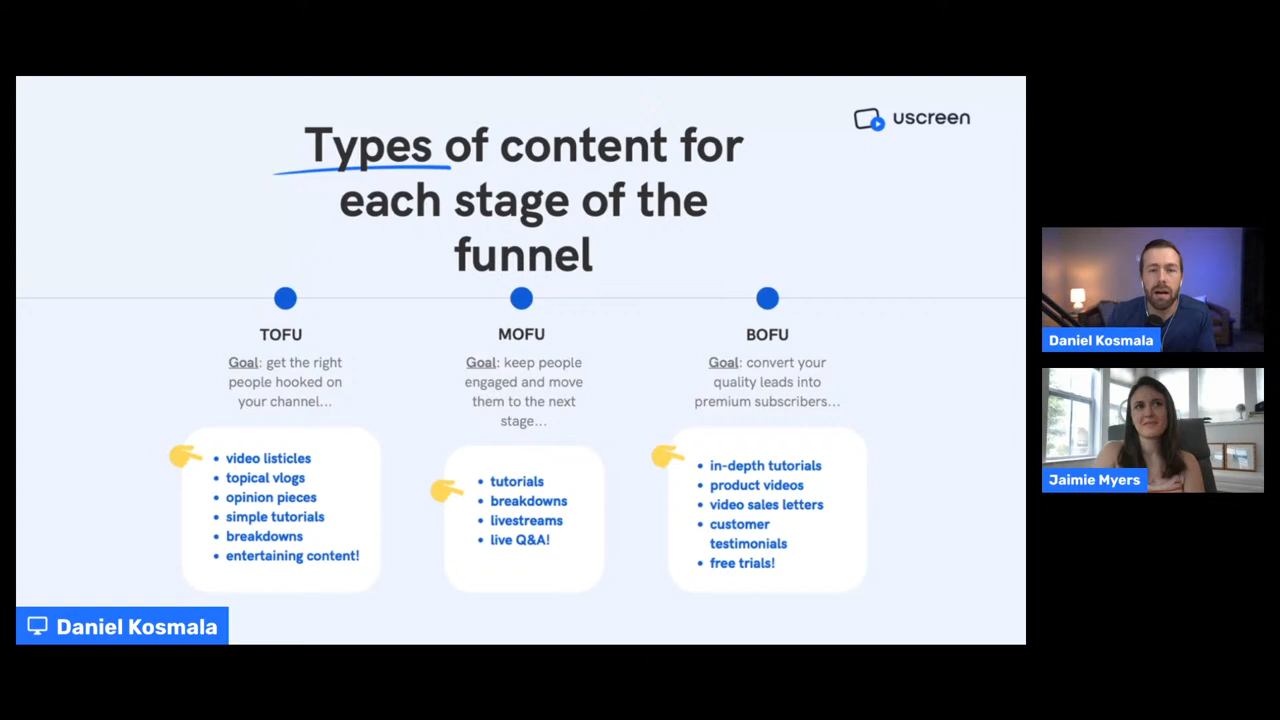 uscreen
Types of content for
each stage of the
funnel
TOFU
Goal: get the right
people hooked on
your channel...
video listicles
topical vlogs
opinion pieces
simple tutorials
breakdowns
entertaining content!
MOFU
Goal: keep people
engaged and move
them to the next
stage...
tutorials
breakdowns
livestreams
live Q&A!
BOFU
Goal: convert your
quality leads into
premium subscribers...
in-depth tutorials
product videos
video sales letters
customer
testimonials
free trials!
Daniel Kosmala
Daniel Kosmala
Jaimie Myers